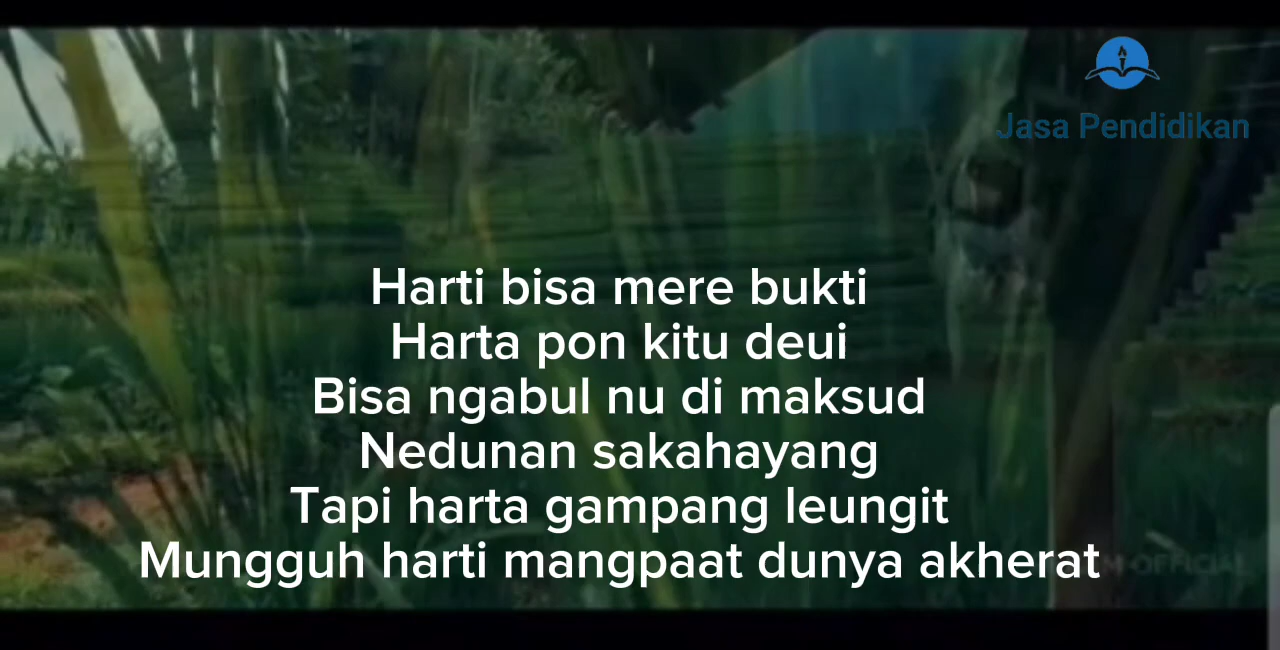 Jasa Pendidikan
Harti bisa mere bukti
Harta pon kitu deui
Bisa ngabul nu di maksud
Nedunan sakahayang
Tapi harta gampang leungit
Mungguh harti mangpaat dunya akherat
OFFICIAL